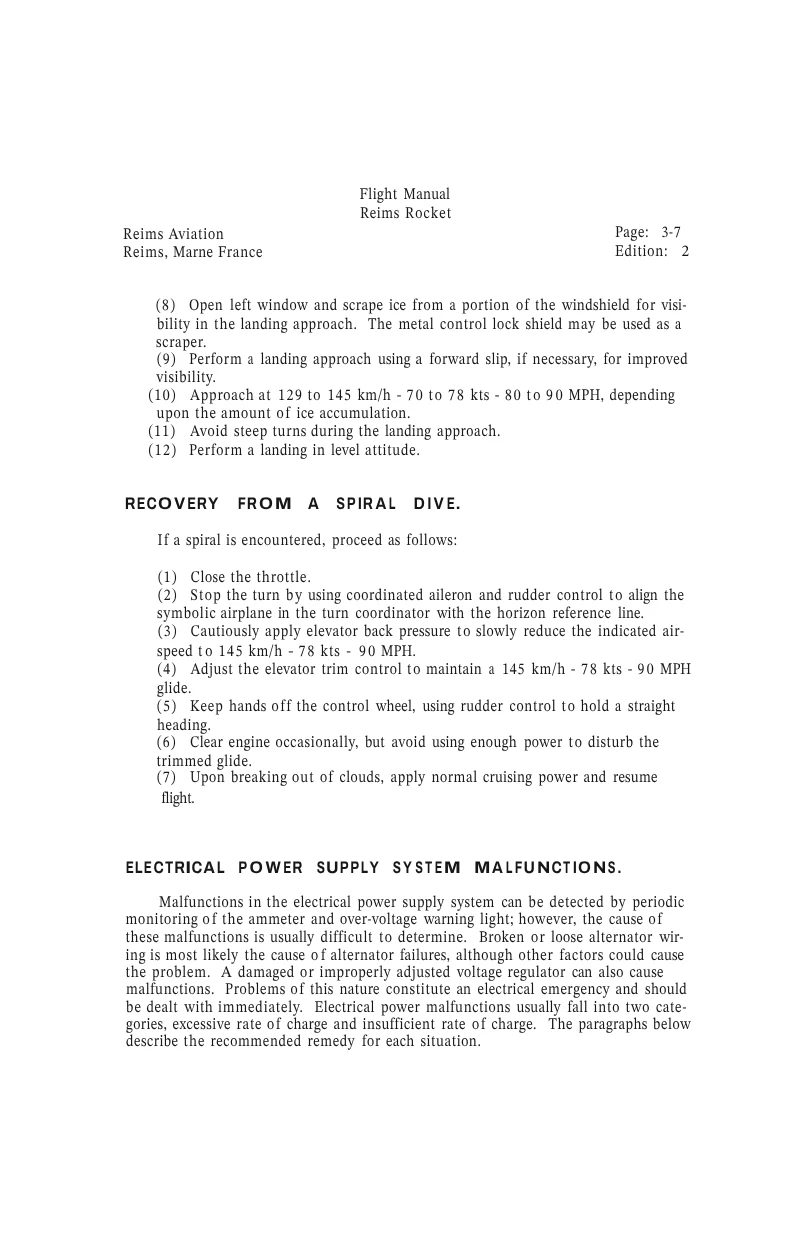 Flight Manual
Reims Rocket
Reims Aviation
Page: 3-7
Reims, Marne France
Edition: 2
(8) Open left window and scrape ice from a portion of the windshield for visi-
bility in the landing approach. The metal control lock shield may be used as a
scraper.
(9) Perform a landing approach using a forward slip, if necessary, for improved
visibility.
(10) Approach at 129 to 145 km/h - 70 to 78 kts - 80 to 90 MPH, depending
upon the amount of ice accumulation.
(11) Avoid steep turns during the landing approach.
(12) Perform a landing in level attitude.
RECOVERY FROM A SPIRAL DIVE.
If a spiral is encountered, proceed as follows:
(1) Close the throttle.
(2) Stop the turn by using coordinated aileron and rudder control to align the
symbolic airplane in the turn coordinator with the horizon reference line.
(3) Cautiously apply elevator back pressure to slowly reduce the indicated air-
speed to 145 km/h - 78 kts - 90 MPH.
(4) Adjust the elevator trim control to maintain a 145 km/h - 78 kts - 90 MPH
glide.
(5) Keep hands off the control wheel, using rudder control to hold a straight
heading.
(6) Clear engine occasionally, but avoid using enough power to disturb the
trimmed glide.
(7) Upon breaking out of clouds, apply normal cruising power and resume
flight.
ELECTRICAL POWER SUPPLY SYSTEM MALFUNCTIONS.
Malfunctions in the electrical power supply system can be detected by periodic
monitoring of the ammeter and over-voltage warning light; however, the cause of
these malfunctions is usually difficult to determine. Broken or loose alternator wir-
ing is most likely the cause of alternator failures, although other factors could cause
the problem. A damaged or improperly adjusted voltage regulator can also cause
malfunctions. Problems of this nature constitute an electrical emergency and should
be dealt with immediately. Electrical power malfunctions usually fall into two cate-
gories, excessive rate of charge and insufficient rate of charge. The paragraphs below
describe the recommended remedy for each situation.